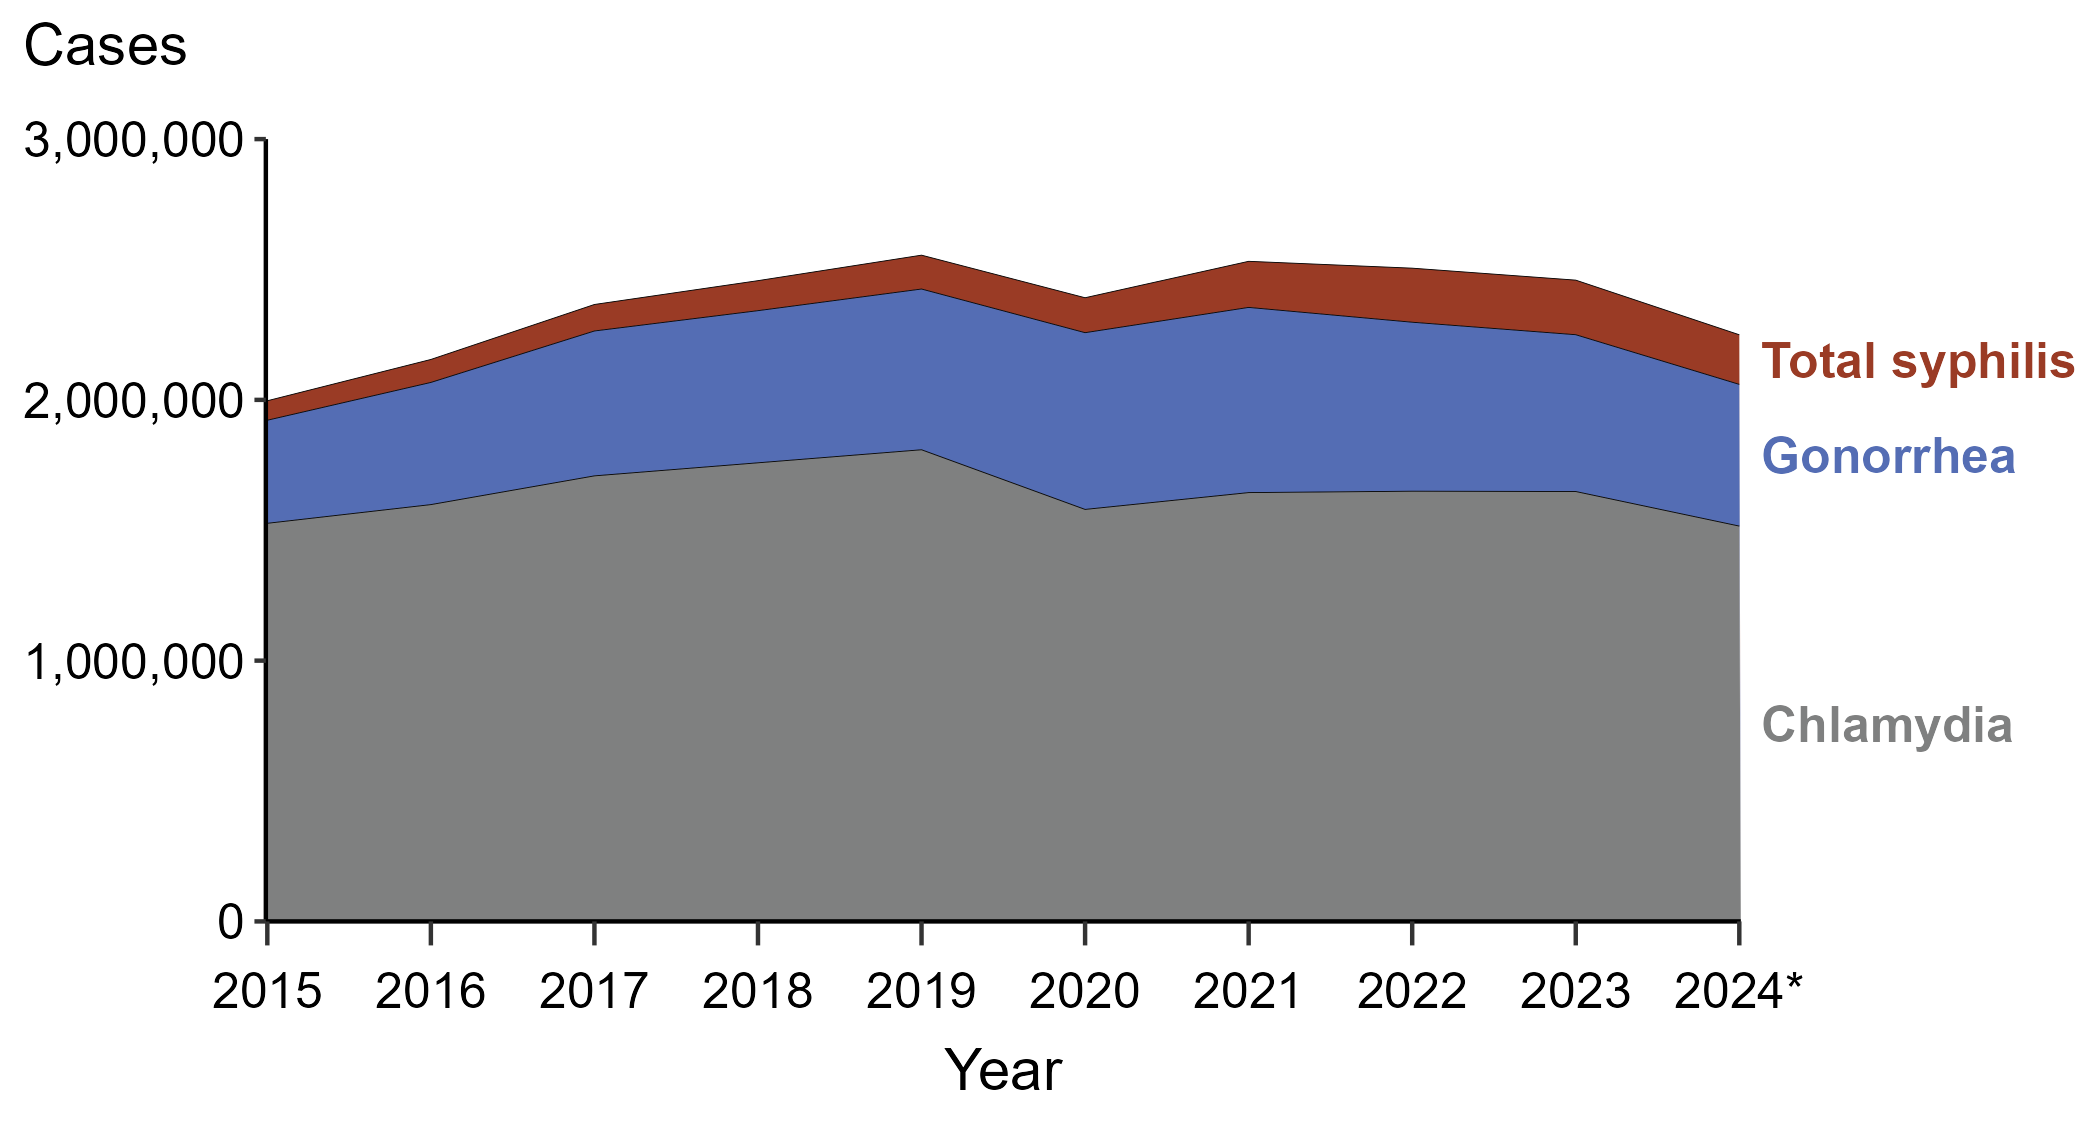 Cases
3,000,000
2,000,000
1,000,000
0
Total syphilis
Gonorrhea
Chlamydia
2015 2016 2017 2018 2019 2020 2021 2022 2023 2024*
Year